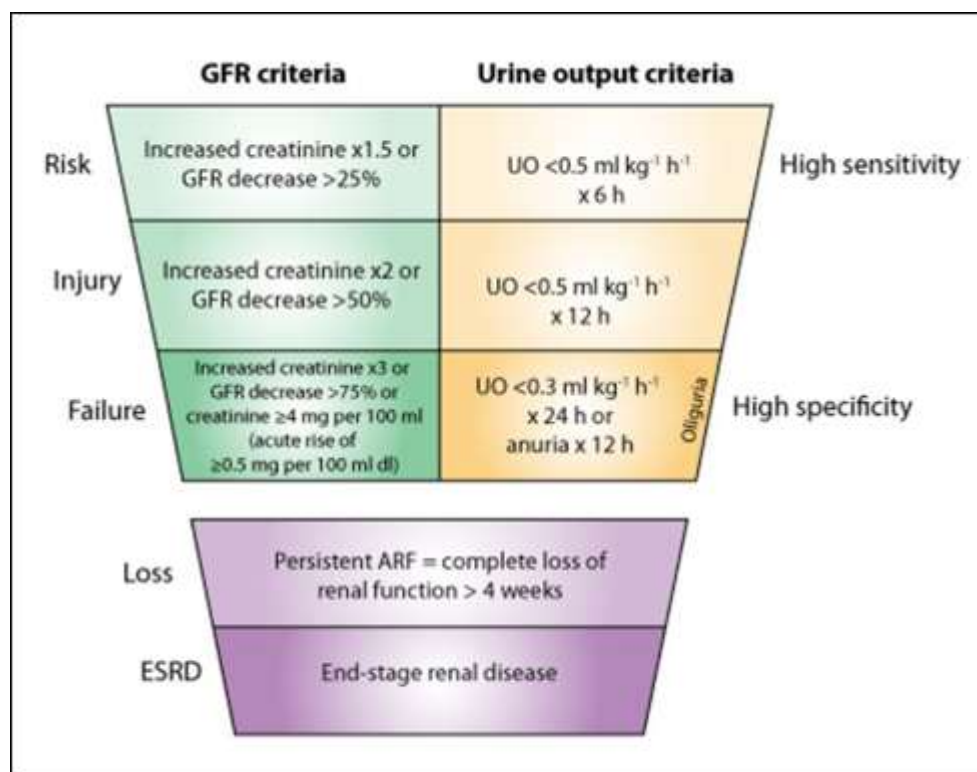 GFR criteria
Urine output criteria
Risk
Increased creatinine x1.5 or
GFR decrease >25%
UO <0.5 ml kg⁻¹ h⁻¹
x 6 h
High sensitivity
Injury
Increased creatinine x2 or
GFR decrease >50%
UO <0.5 ml kg⁻¹ h⁻¹
x 12 h
Failure
Increased creatinine x3 or
GFR decrease >75% or
creatinine ≥4 mg per 100 ml
(acute rise of
≥0.5 mg per 100 ml dl)
UO <0.3 ml kg⁻¹ h⁻¹
x 24 h or
anuria x 12 h
Oliguria
High specificity
Loss
Persistent ARF = complete loss of
renal function > 4 weeks
ESRD
End-stage renal disease